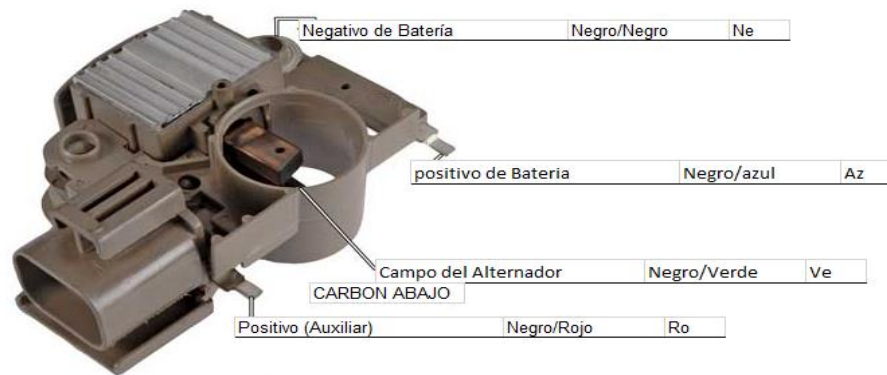 Negativo de Batería Negro/Negro Ne
positivo de Bateria Negro/azul Az
Campo del Alternador Negro/Verde Ve
CARBON ABAJO
Positivo (Auxiliar) Negro/Rojo Ro